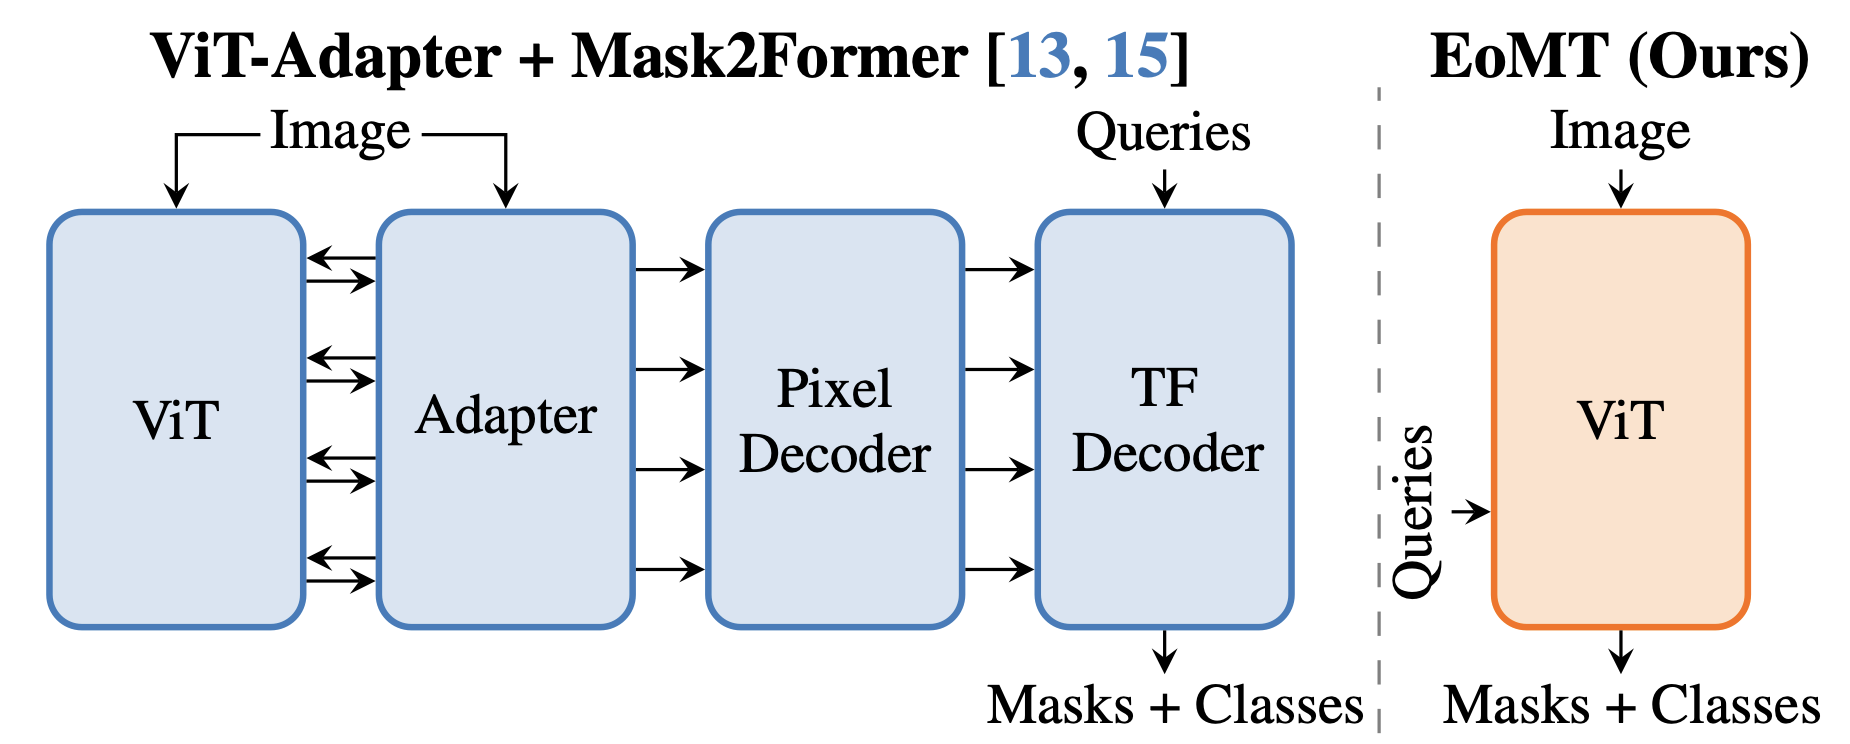 ViT-Adapter + Mask2Former [13, 15]
Image
Queries
ViT
Adapter
Pixel
Decoder
TF
Decoder
Masks + Classes
EoMT (Ours)
Image
Queries
ViT
Masks + Classes